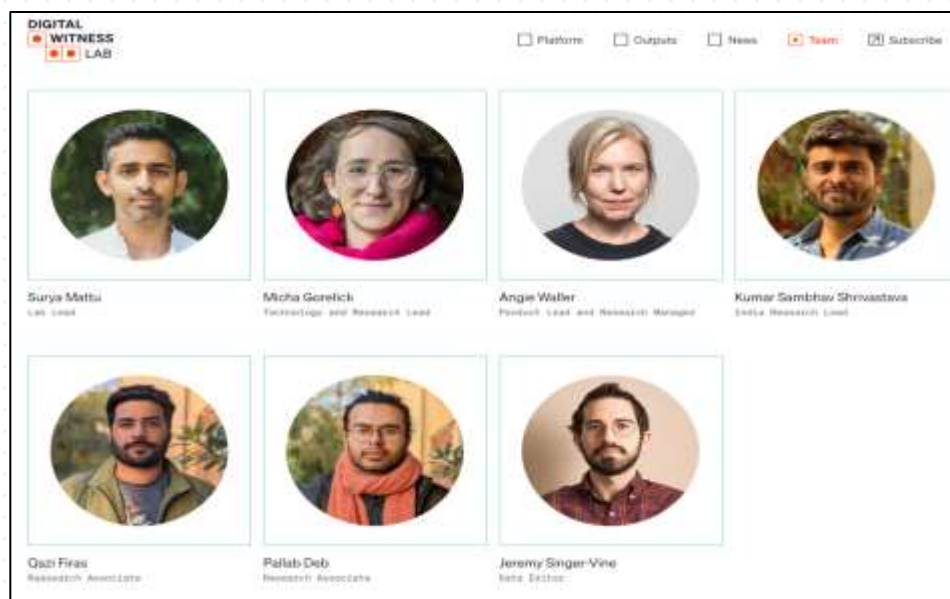 DIGITAL
WITNESS
LAB
Platform
Outputs
News
Team
Subscribe
Surya Mattu
Lab Lead
Micha Gorelick
Technology and Research Lead
Angie Waller
Product Lead and Research Manager
Kumar Sambhav Shrivastava
India Research Lead
Qazi Firas
Research Associate
Pallab Deb
Research Associate
Jeremy Singer-Vine
Data Editor